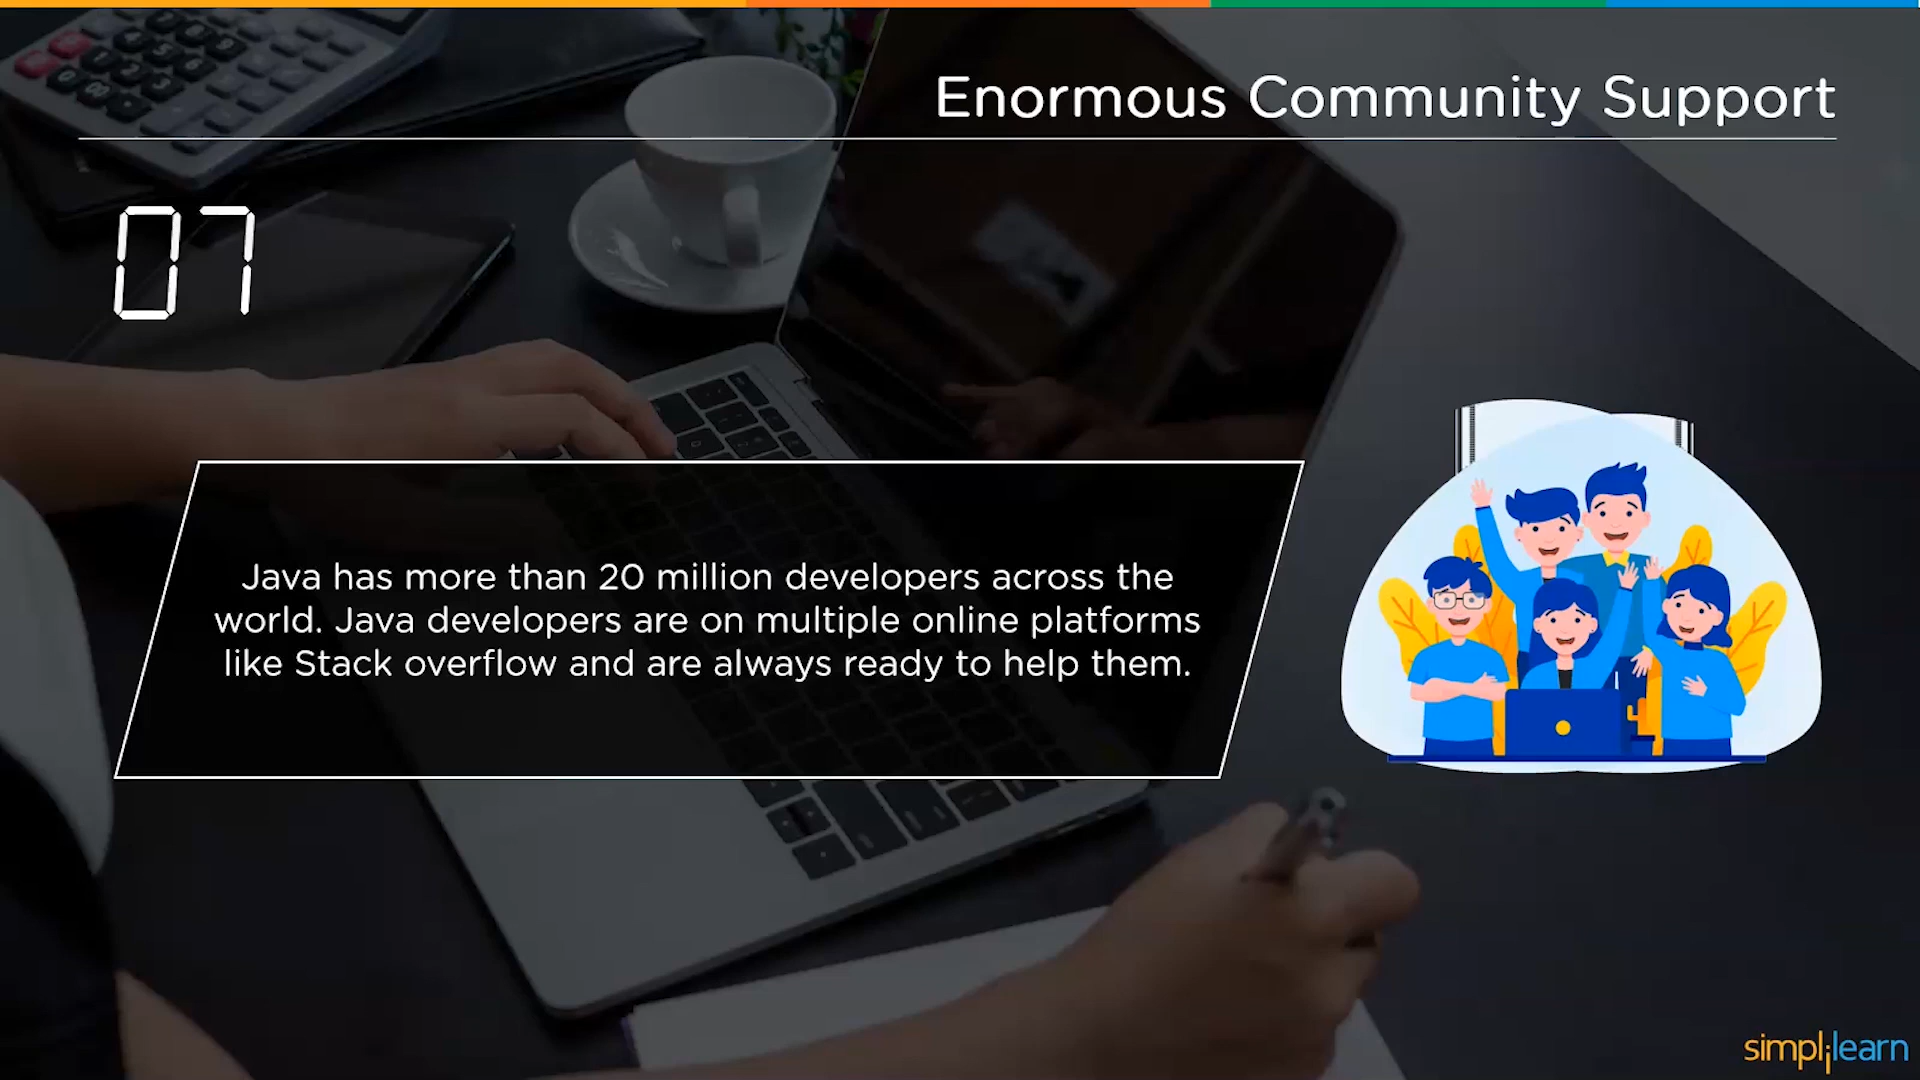 Enormous Community Support
07
Java has more than 20 million developers across the
world. Java developers are on multiple online platforms
like Stack overflow and are always ready to help them.
simplilearn